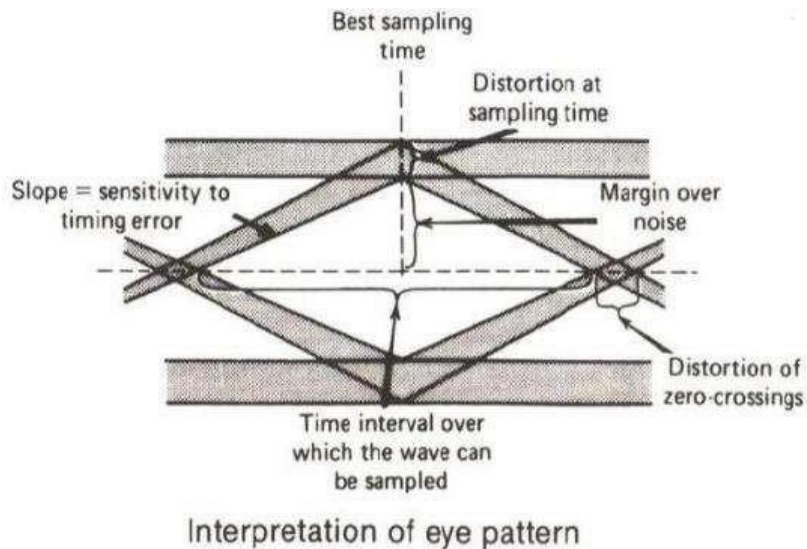 Best sampling
time
Distortion at
sampling time
Slope = sensitivity to
timing error
Margin over
noise
Distortion of
zero-crossings
Time interval over
which the wave can
be sampled
Interpretation of eye pattern